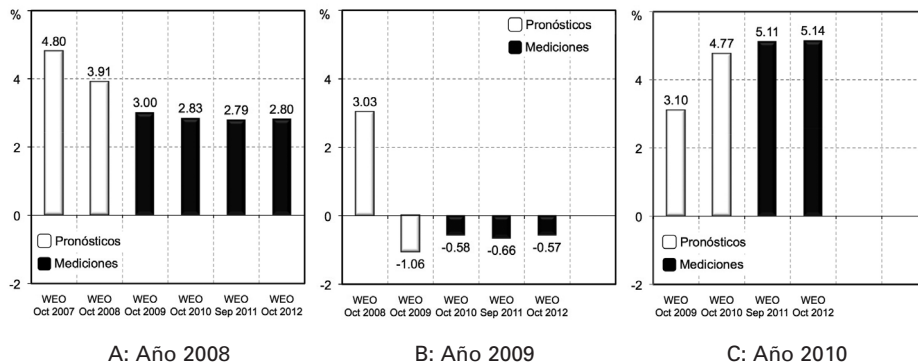 %
4.80
3.91
3.00
2.83
2.79
2.80
4
2
0
-2
Pronósticos
Mediciones
WEO Oct 2007
WEO Oct 2008
WEO Oct 2009
WEO Oct 2010
WEO Sep 2011
WEO Oct 2012
A: Año 2008
%
Pronósticos
Mediciones
3.03
-1.06
-0.58
-0.66
-0.57
4
2
0
-2
WEO Oct 2008
WEO Oct 2009
WEO Oct 2010
WEO Sep 2011
WEO Oct 2012
B: Año 2009
%
3.10
4.77
5.11
5.14
4
2
0
-2
Pronósticos
Mediciones
WEO Oct 2009
WEO Oct 2010
WEO Sep 2011
WEO Oct 2012
C: Año 2010